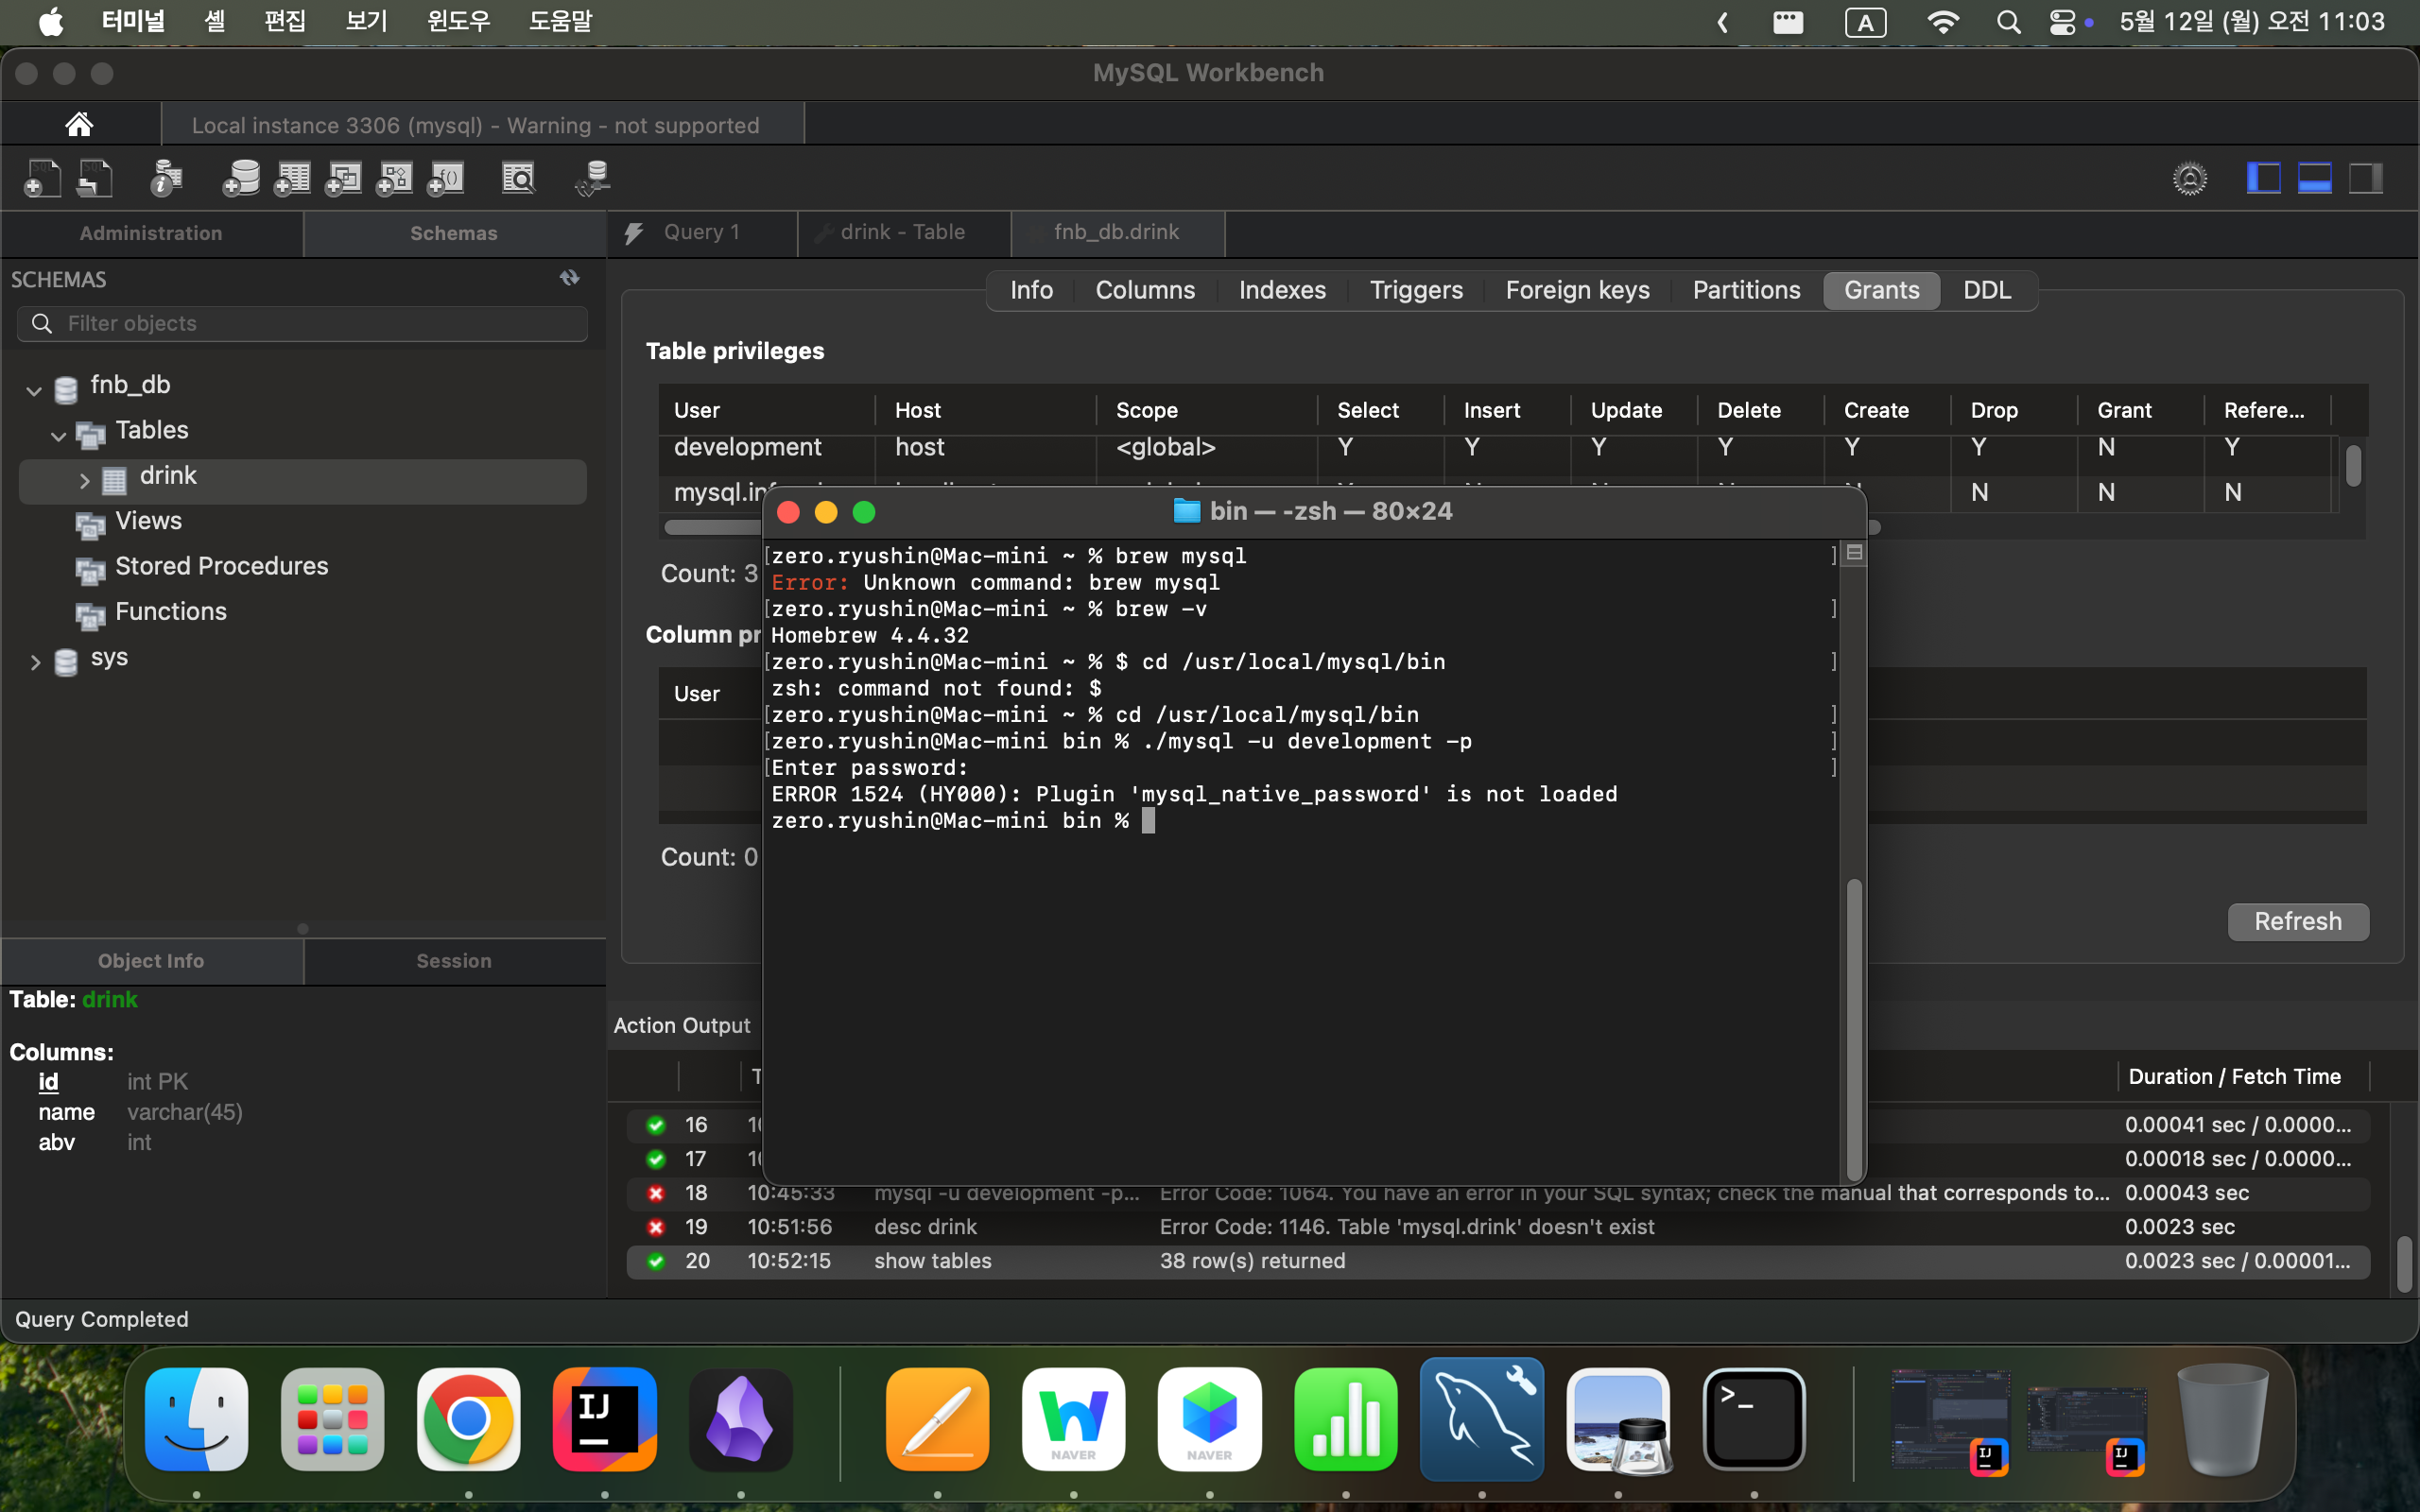 터미널 셸 편집 보기 윈도우 도움말 A 5월 12일 (월) 오전 11:03
MySQL Workbench
Local instance 3306 (mysql) - Warning - not supported
Administration Schemas Query 1 drink - Table fnb_db.drink
SCHEMAS
Filter objects
fnb_db
Tables
drink
Views
Stored Procedures
Functions
sys
Info Columns Indexes Triggers Foreign keys Partitions Grants DDL
Table privileges
User Host Scope Select Insert Update Delete Create Drop Grant Refere...
development host <global> Y Y Y Y Y Y N Y
N N N
Count: 3
Column pr
User
Count: 0
Refresh
bin — -zsh — 80×24
zero.ryushin@Mac-mini ~ % brew mysql
Error: Unknown command: brew mysql
zero.ryushin@Mac-mini ~ % brew -v
Homebrew 4.4.32
zero.ryushin@Mac-mini ~ % $ cd /usr/local/mysql/bin
zsh: command not found: $
zero.ryushin@Mac-mini ~ % cd /usr/local/mysql/bin
zero.ryushin@Mac-mini bin % ./mysql -u development -p
Enter password:
ERROR 1524 (HY000): Plugin 'mysql_native_password' is not loaded
zero.ryushin@Mac-mini bin %
Object Info Session
Table: drink
Columns:
id int PK
name varchar(45)
abv int
Action Output
Duration / Fetch Time
16 0.00041 sec / 0.0000...
17 0.00018 sec / 0.0000...
18 10:45:33 mysql -u development -p... Error Code: 1064. You have an error in your SQL syntax; check the manual that corresponds to... 0.00043 sec
19 10:51:56 desc drink Error Code: 1146. Table 'mysql.drink' doesn't exist 0.0023 sec
20 10:52:15 show tables 38 row(s) returned 0.0023 sec / 0.00001...
Query Completed
IJ
NAVER
NAVER
IJ
IJ